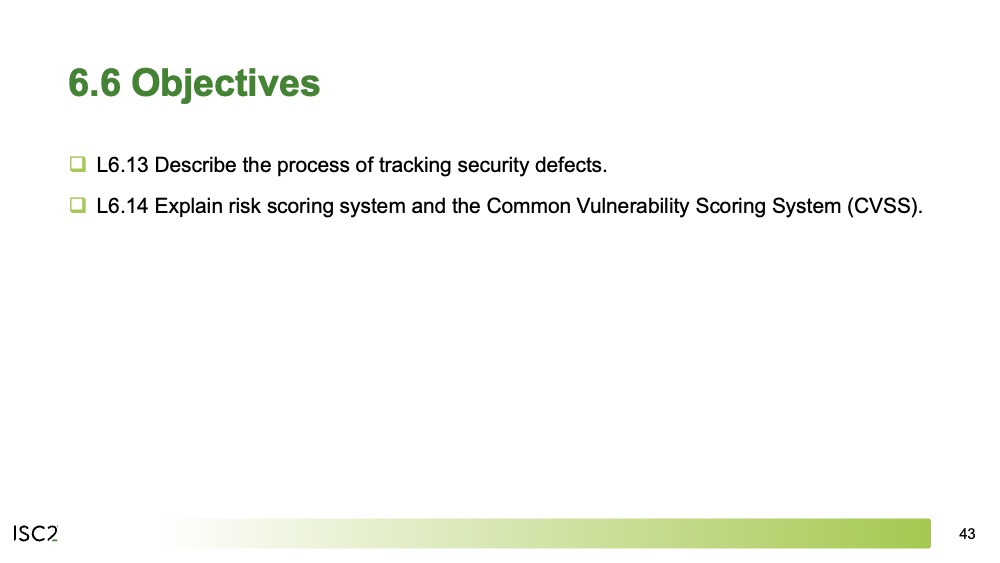 6.6 Objectives
L6.13 Describe the process of tracking security defects.
L6.14 Explain risk scoring system and the Common Vulnerability Scoring System (CVSS).
ISC2
43